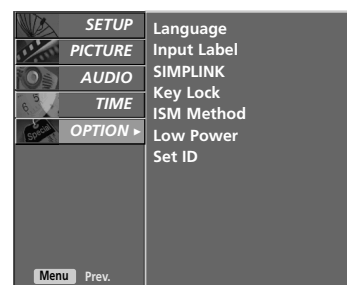 SETUP
PICTURE
AUDIO
TIME
OPTION ▸
Language
Input Label
SIMPLINK
Key Lock
ISM Method
Low Power
Set ID
Menu Prev.